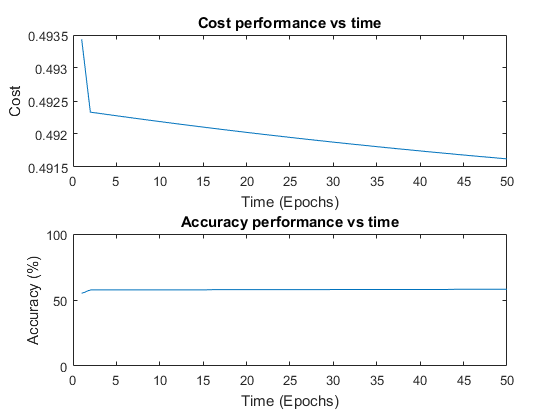 Cost performance vs time
0.4935
0.493
0.4925
0.492
0.4915
Cost
0 5 10 15 20 25 30 35 40 45 50
Time (Epochs)
Accuracy performance vs time
100
50
0
Accuracy (%)
0 5 10 15 20 25 30 35 40 45 50
Time (Epochs)